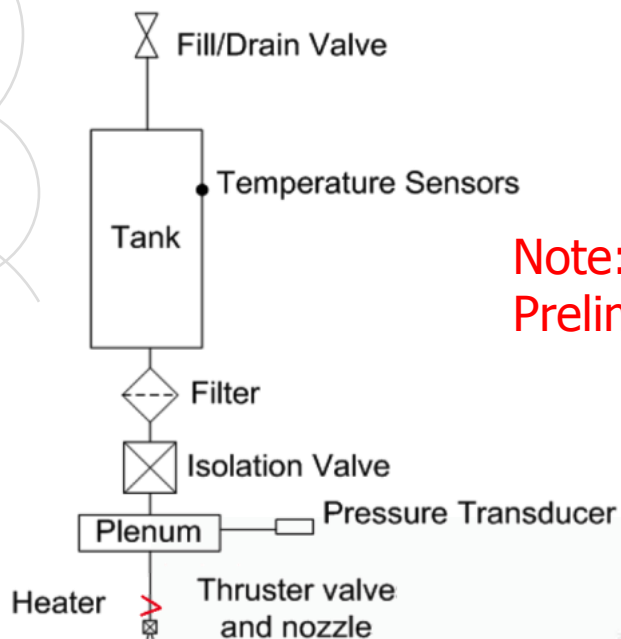 Fill/Drain Valve
Temperature Sensors
Tank
Note:
Filter
Isolation Valve
Pressure Transducer
Plenum
Heater
Thruster valve
and nozzle